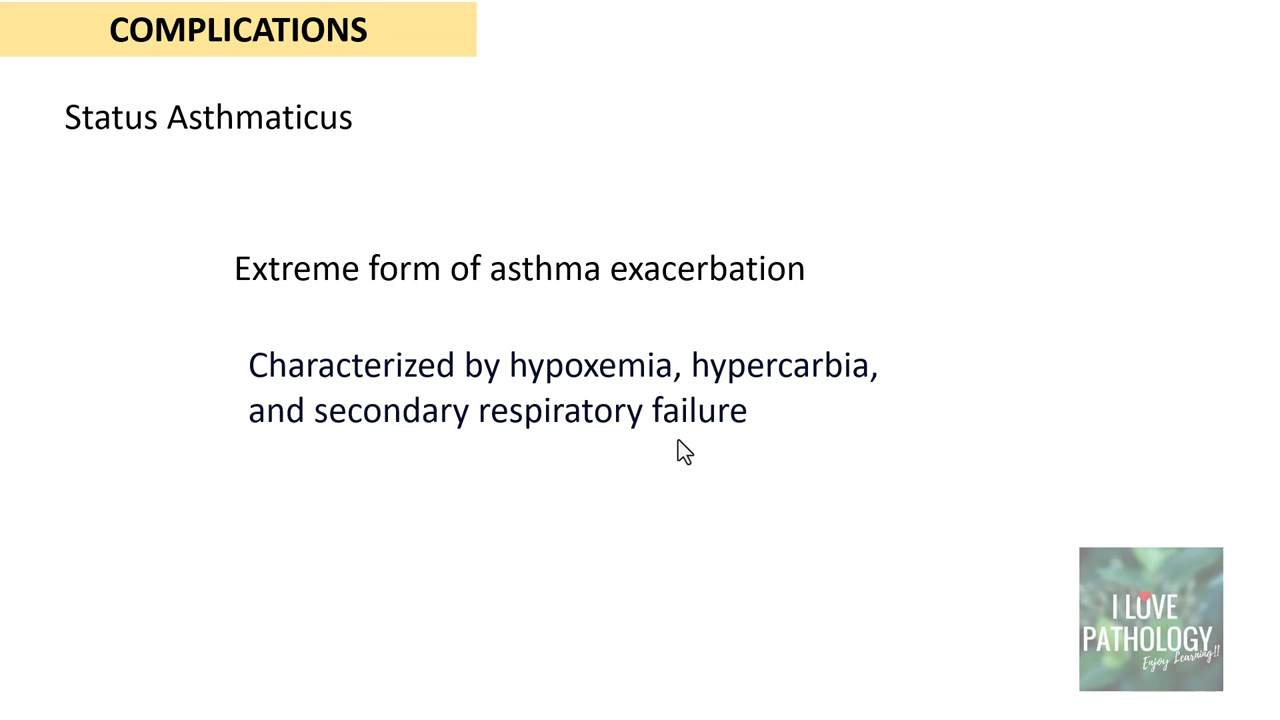 COMPLICATIONS
Status Asthmaticus
Extreme form of asthma exacerbation
Characterized by hypoxemia, hypercarbia,
and secondary respiratory failure
I LOVE
PATHOLOGY
Enjoy Learning!!